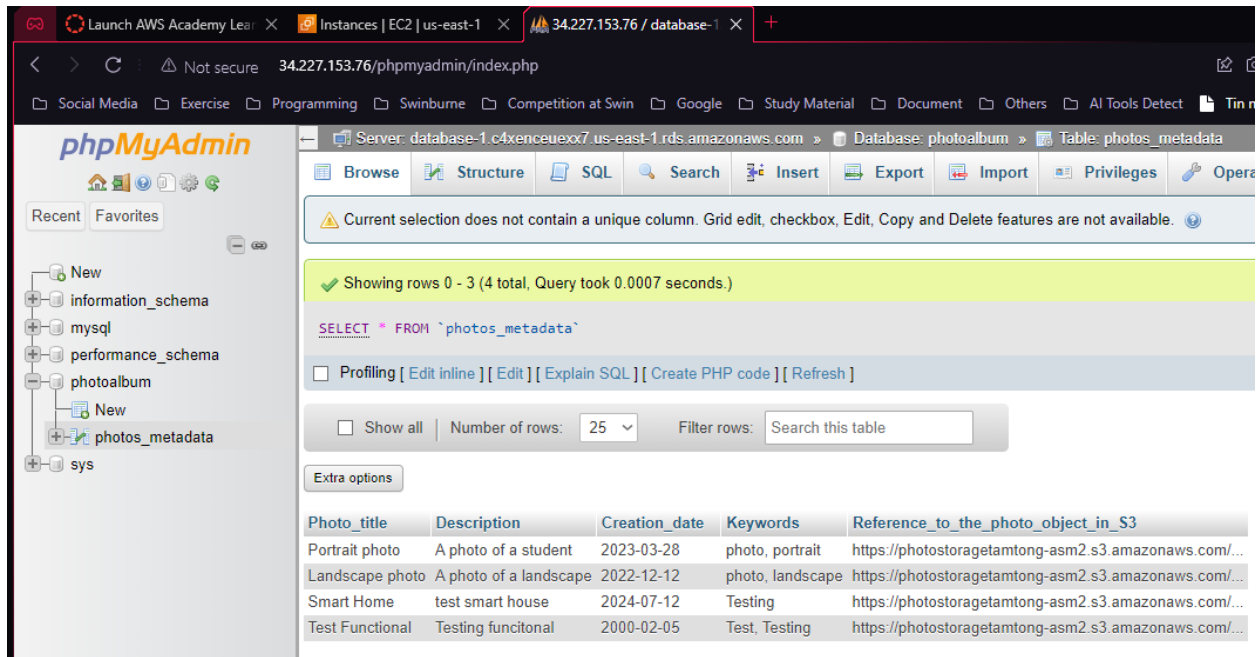 Launch AWS Academy Lear
Instances | EC2 | us-east-1
34.227.153.76 / database-1
Not secure 34.227.153.76/phpmyadmin/index.php
Social Media Exercise Programming Swinburne Competition at Swin Google Study Material Document Others AI Tools Detect Tin
phpMyAdmin
Recent Favorites
New
information_schema
mysql
performance_schema
photoalbum
New
photos_metadata
sys
Server: database-1.c4xenceuexx7.us-east-1.rds.amazonaws.com » Database: photoalbum » Table: photos_metadata
Browse Structure SQL Search Insert Export Import Privileges Opera
Current selection does not contain a unique column. Grid edit, checkbox, Edit, Copy and Delete features are not available.
Showing rows 0 - 3 (4 total, Query took 0.0007 seconds.)
SELECT * FROM `photos_metadata`
Profiling [ Edit inline ] [ Edit ] [ Explain SQL ] [ Create PHP code ] [ Refresh ]
Show all Number of rows: 25 Filter rows: Search this table
Extra options
Photo_title Description Creation_date Keywords Reference_to_the_photo_object_in_S3
Portrait photo A photo of a student 2023-03-28 photo, portrait https://photostoragetamtong-asm2.s3.amazonaws.com/...
Landscape photo A photo of a landscape 2022-12-12 photo, landscape https://photostoragetamtong-asm2.s3.amazonaws.com/...
Smart Home test smart house 2024-07-12 Testing https://photostoragetamtong-asm2.s3.amazonaws.com/...
Test Functional Testing funcitonal 2000-02-05 Test, Testing https://photostoragetamtong-asm2.s3.amazonaws.com/...